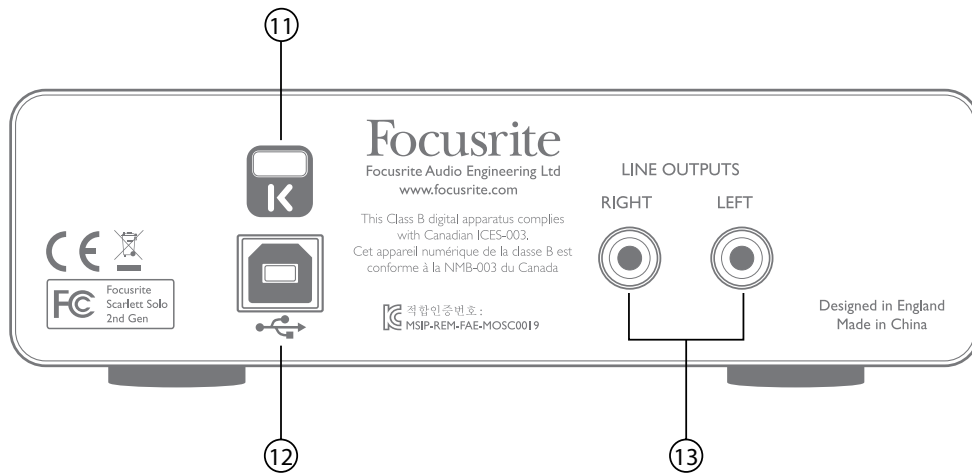 11
Focusrite
Focusrite Audio Engineering Ltd
www.focusrite.com
This Class B digital apparatus complies
with Canadian ICES-003.
Cet appareil numérique de la classe B est
conforme à la NMB-003 du Canada
적합인증번호:
MSIP-REM-FAE-MOSC0019
K
CE
FC
Focusrite
Scarlett Solo
2nd Gen
LINE OUTPUTS
RIGHT LEFT
Designed in England
Made in China
12
13